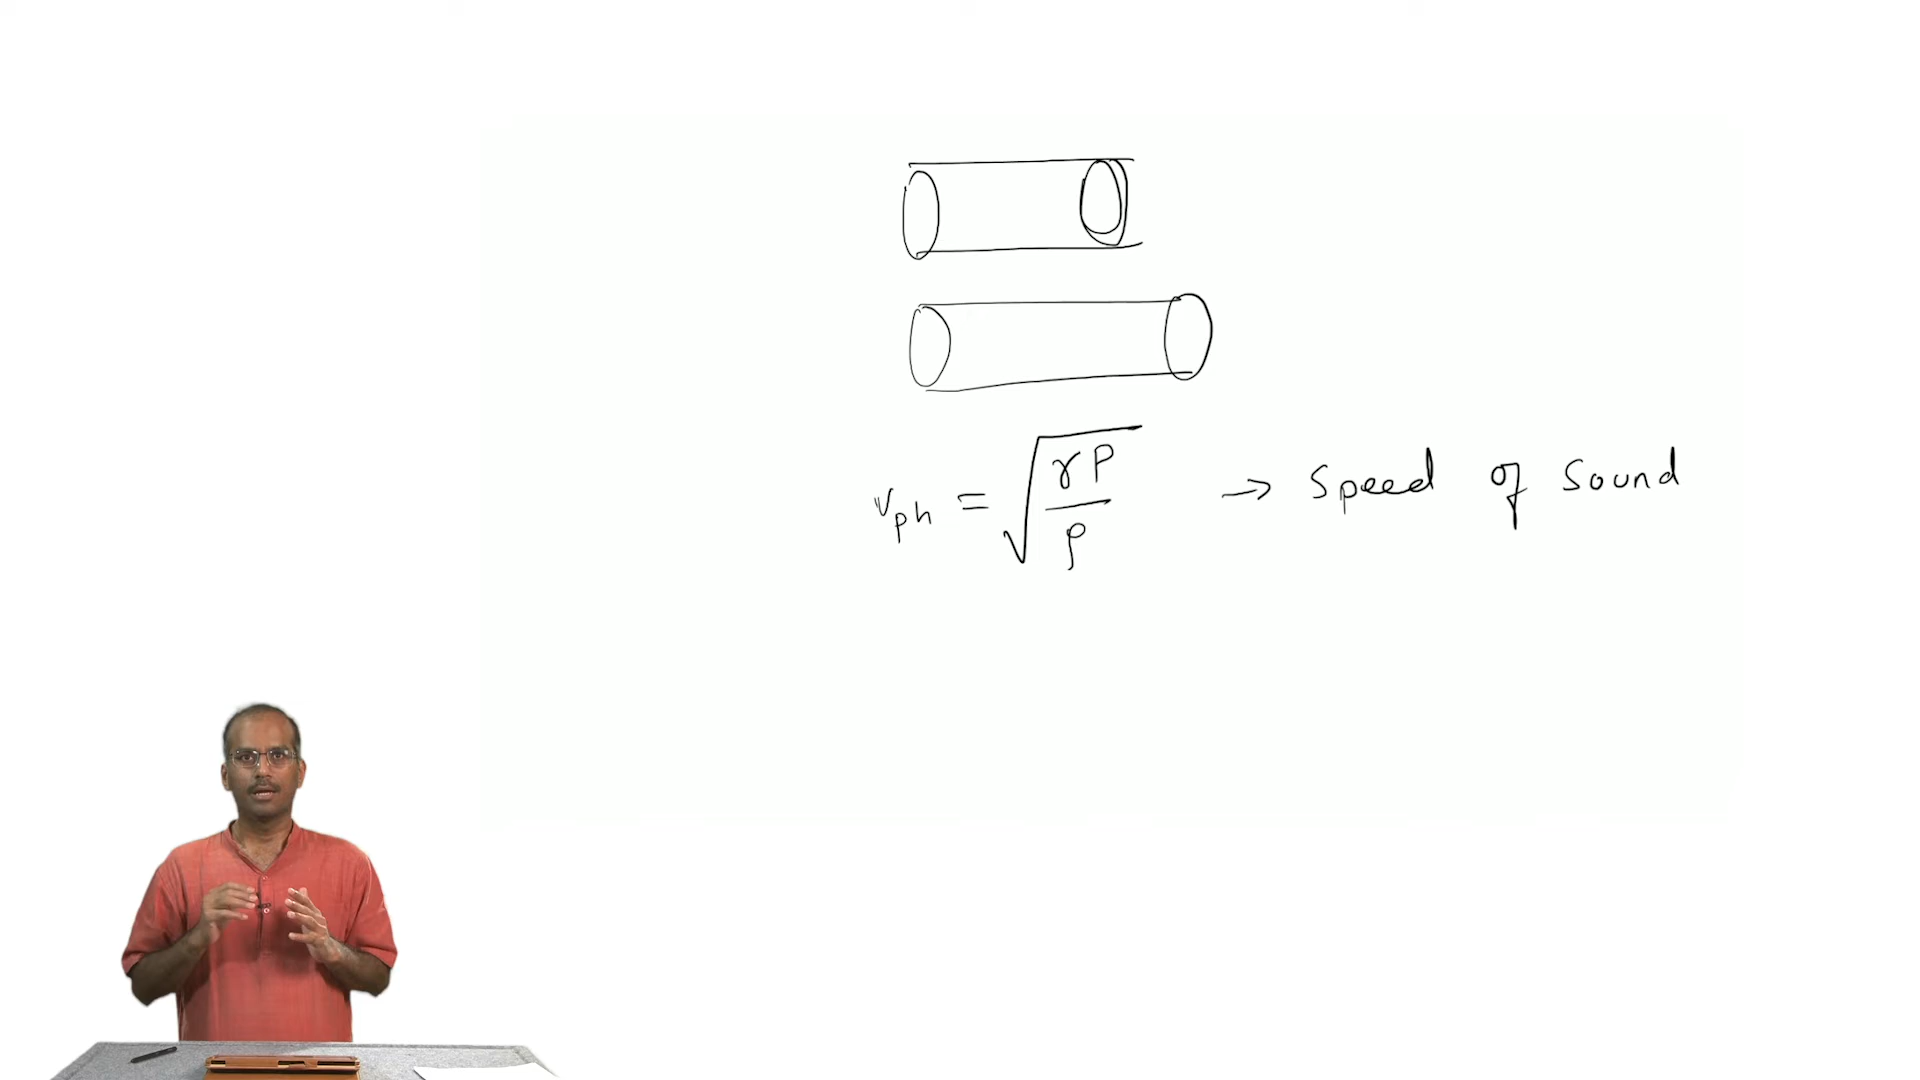 v_ph = √(γP/ρ) → Speed of Sound